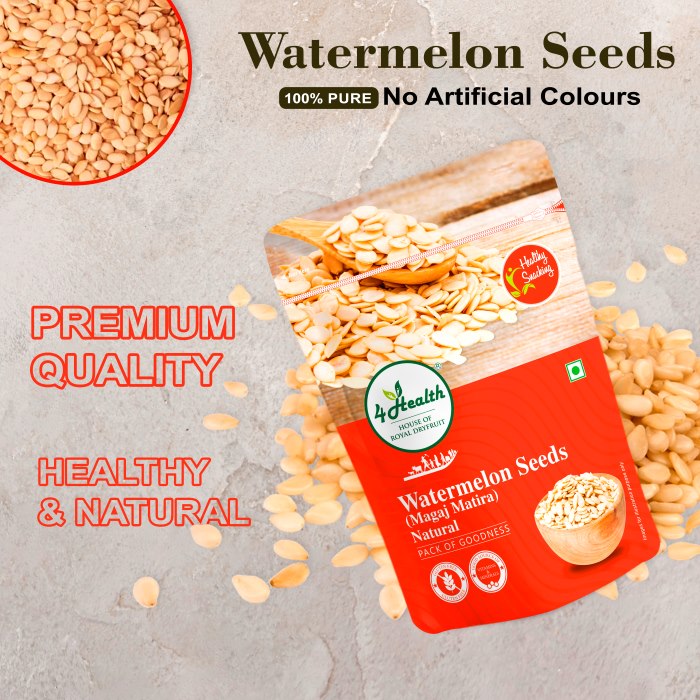 Watermelon Seeds
100% PURE No Artificial Colours
PREMIUM
QUALITY
HEALTHY
& NATURAL
Healthy
Snacking
4Health
®
HOUSE OF
ROYAL DRYFRUIT
Watermelon Seeds
(Magaj Matira)
Natural
PACK OF GOODNESS